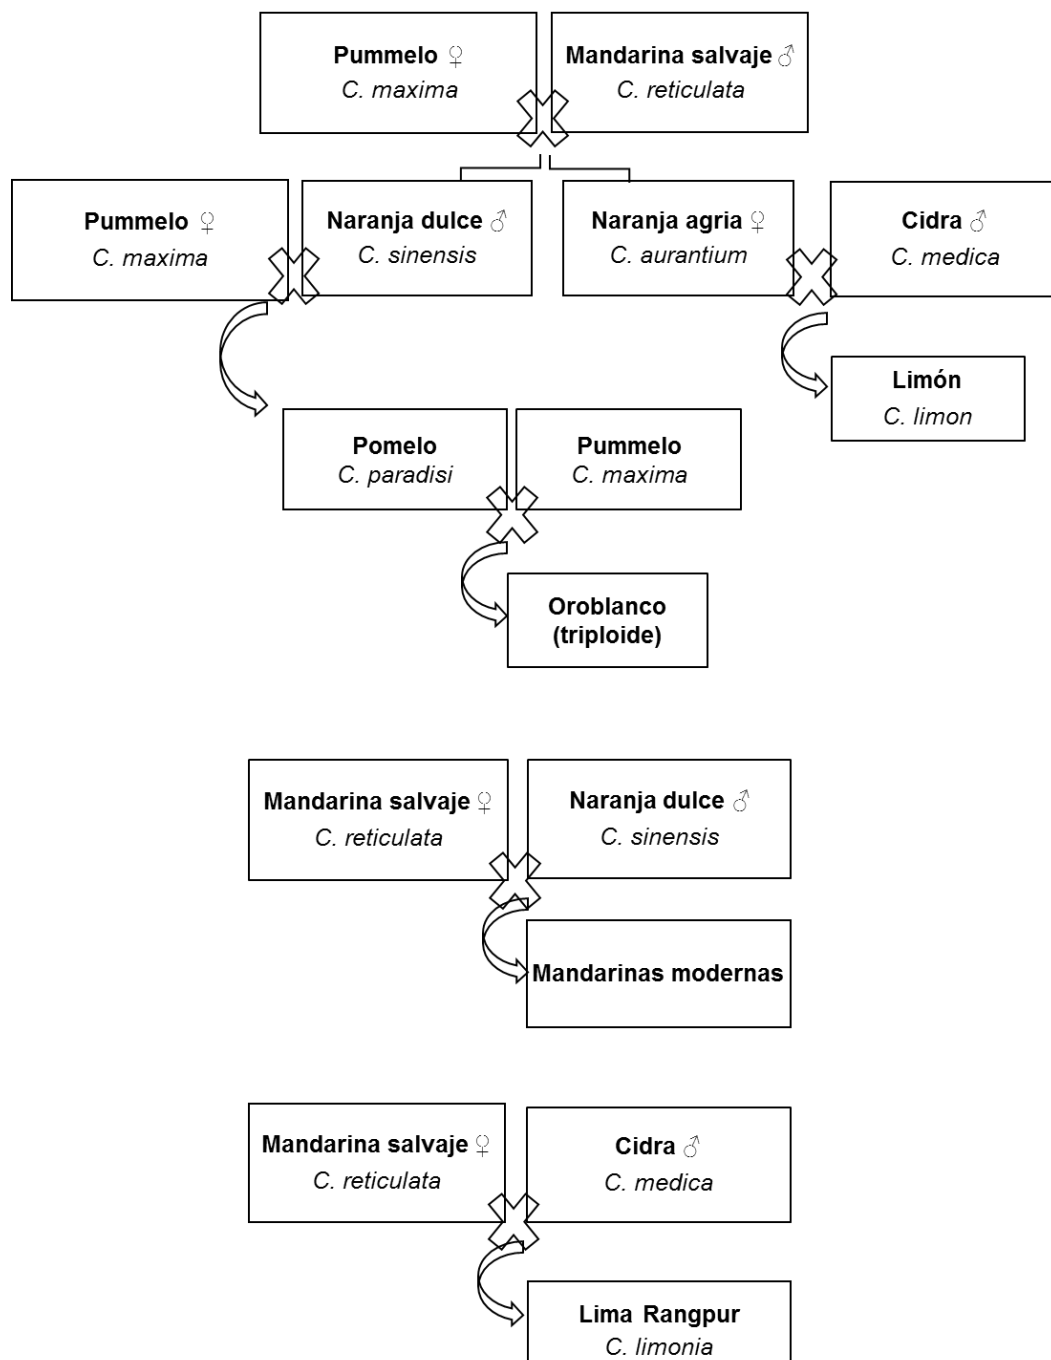 Pummelo ♀
C. maxima
Mandarina salvaje ♂
C. reticulata
Pummelo ♀
C. maxima
Naranja dulce ♂
C. sinensis
Naranja agria ♀
C. aurantium
Cidra ♂
C. medica
Limón
C. limon
Pomelo
C. paradisi
Pummelo
C. maxima
Oroblanco
(triploide)
Mandarina salvaje ♀
C. reticulata
Naranja dulce ♂
C. sinensis
Mandarinas modernas
Mandarina salvaje ♀
C. reticulata
Cidra ♂
C. medica
Lima Rangpur
C. limonia